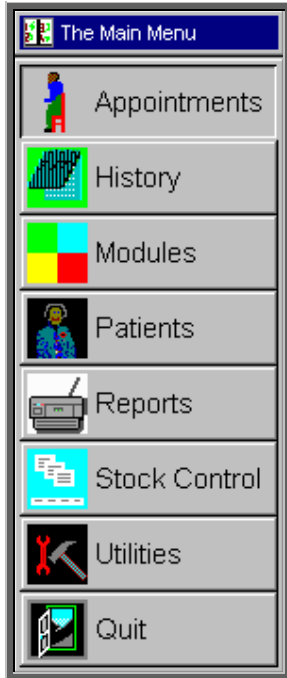 The Main Menu
Appointments
History
Modules
Patients
Reports
Stock Control
Utilities
Quit